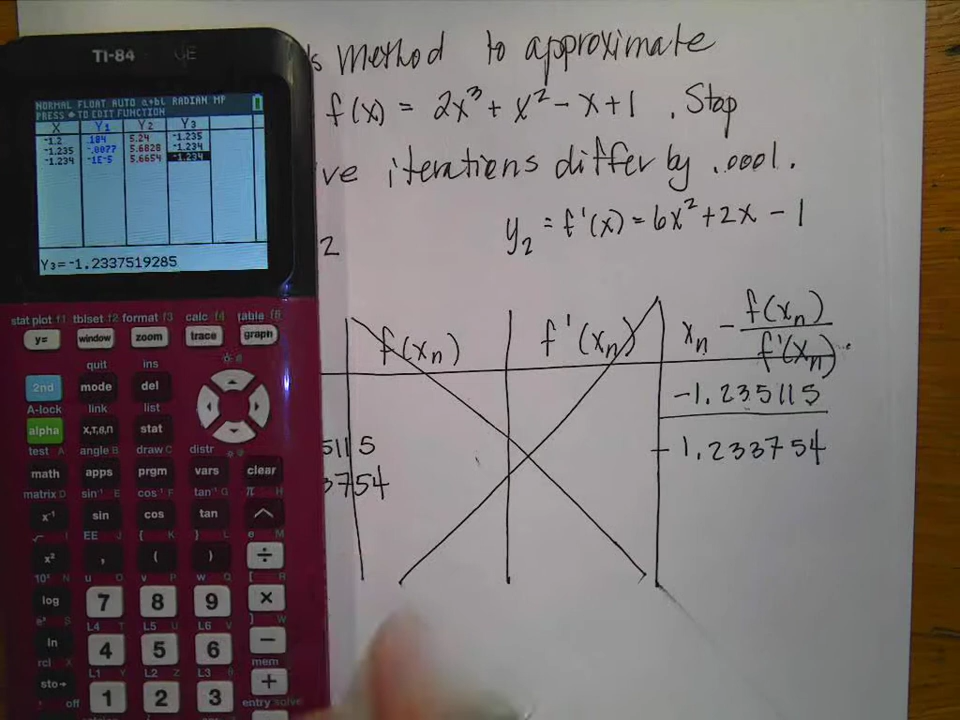 s method to approximate
f(x) = 2x³ + x² - x + 1 . Stop
ve iterations differ by .0001.
y₂ = f'(x) = 6x² + 2x - 1
2
f(xₙ) f'(xₙ) xₙ - f(xₙ)/f'(xₙ)
-1.235115
5115 -1.233754
3754
TI-84 CE
NORMAL FLOAT AUTO a+bi RADIAN MP
PRESS + TO EDIT FUNCTION
X Y1 Y2 Y3
-1.2 .184 5.24 -1.235
-1.235 -.0077 5.6828 -1.234
-1.234 -1E-5 5.6654 -1.234
Y3=-1.2337519285
stat plot f1 tblset f2 format f3 calc f4 table f5
y= window zoom trace graph
quit ins
2nd mode del
A-lock link list
alpha X,T,θ,n stat
test A angle B draw C distr
math apps prgm vars clear
matrix D sin⁻¹ E cos⁻¹ F tan⁻¹ G π H
x⁻¹ sin cos tan ^
√ I EE J { K } L e M
x² , ( ) ÷
10ˣ N u O v P w Q [ R
log 7 8 9 ×
eˣ S L4 T L5 U L6 V ] W
ln 4 5 6 −
rcl X L1 Y L2 Z L3 θ mem "
sto→ 1 2 3 +
off entry solve